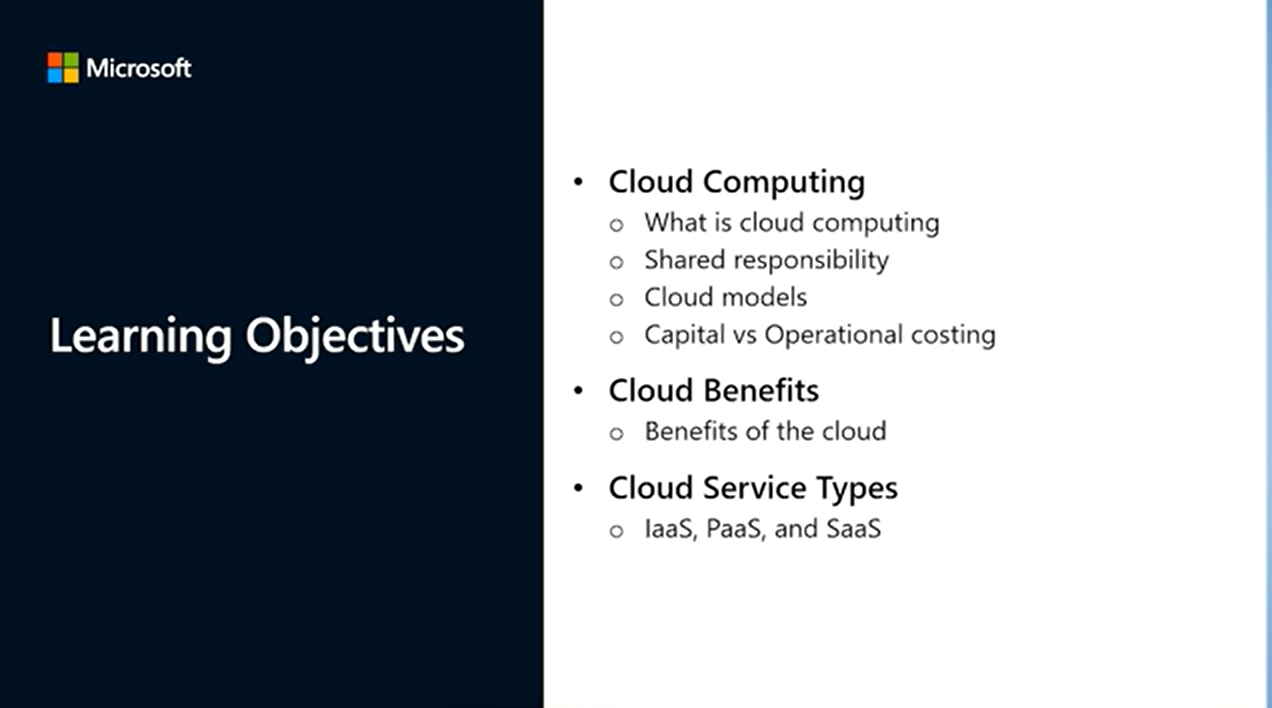 Microsoft
Learning Objectives
• Cloud Computing
o What is cloud computing
o Shared responsibility
o Cloud models
o Capital vs Operational costing
• Cloud Benefits
o Benefits of the cloud
• Cloud Service Types
o IaaS, PaaS, and SaaS